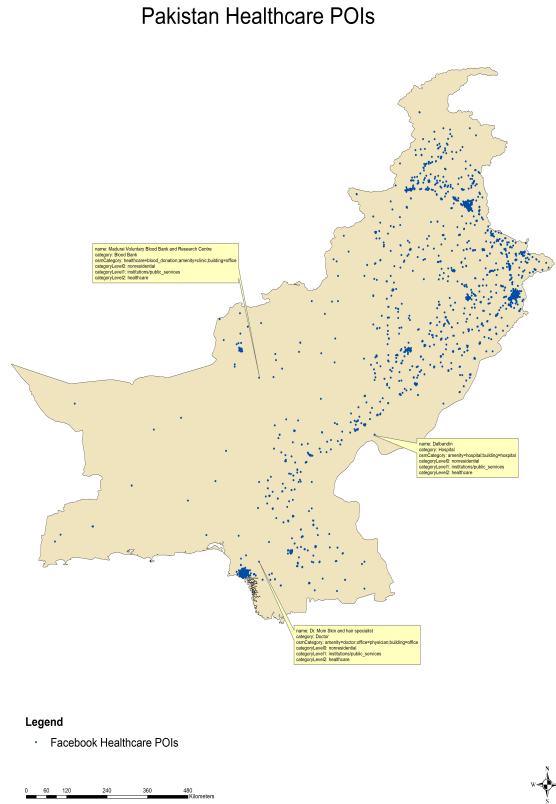 Pakistan Healthcare POIs
name: Madurai Voluntary Blood Bank and Research Centre
category: Blood Bank
osmCategory: healthcare=blood_donation;amenity=clinic;building=office
categoryLevel0: nonresidential
categoryLevel1: institutions/public_services
categoryLevel2: healthcare
name: Dalbandin
category: Hospital
osmCategory: amenity=hospital;building=hospital
categoryLevel0: nonresidential
categoryLevel1: institutions/public_services
categoryLevel2: healthcare
name: Dr. Moin Skin and hair specialist
category: Doctor
osmCategory: amenity=doctor;office=physician;building=office
categoryLevel0: nonresidential
categoryLevel1: institutions/public_services
categoryLevel2: healthcare
Legend
Facebook Healthcare POIs
0 60 120 240 360 480
Kilometers
N
W E
S